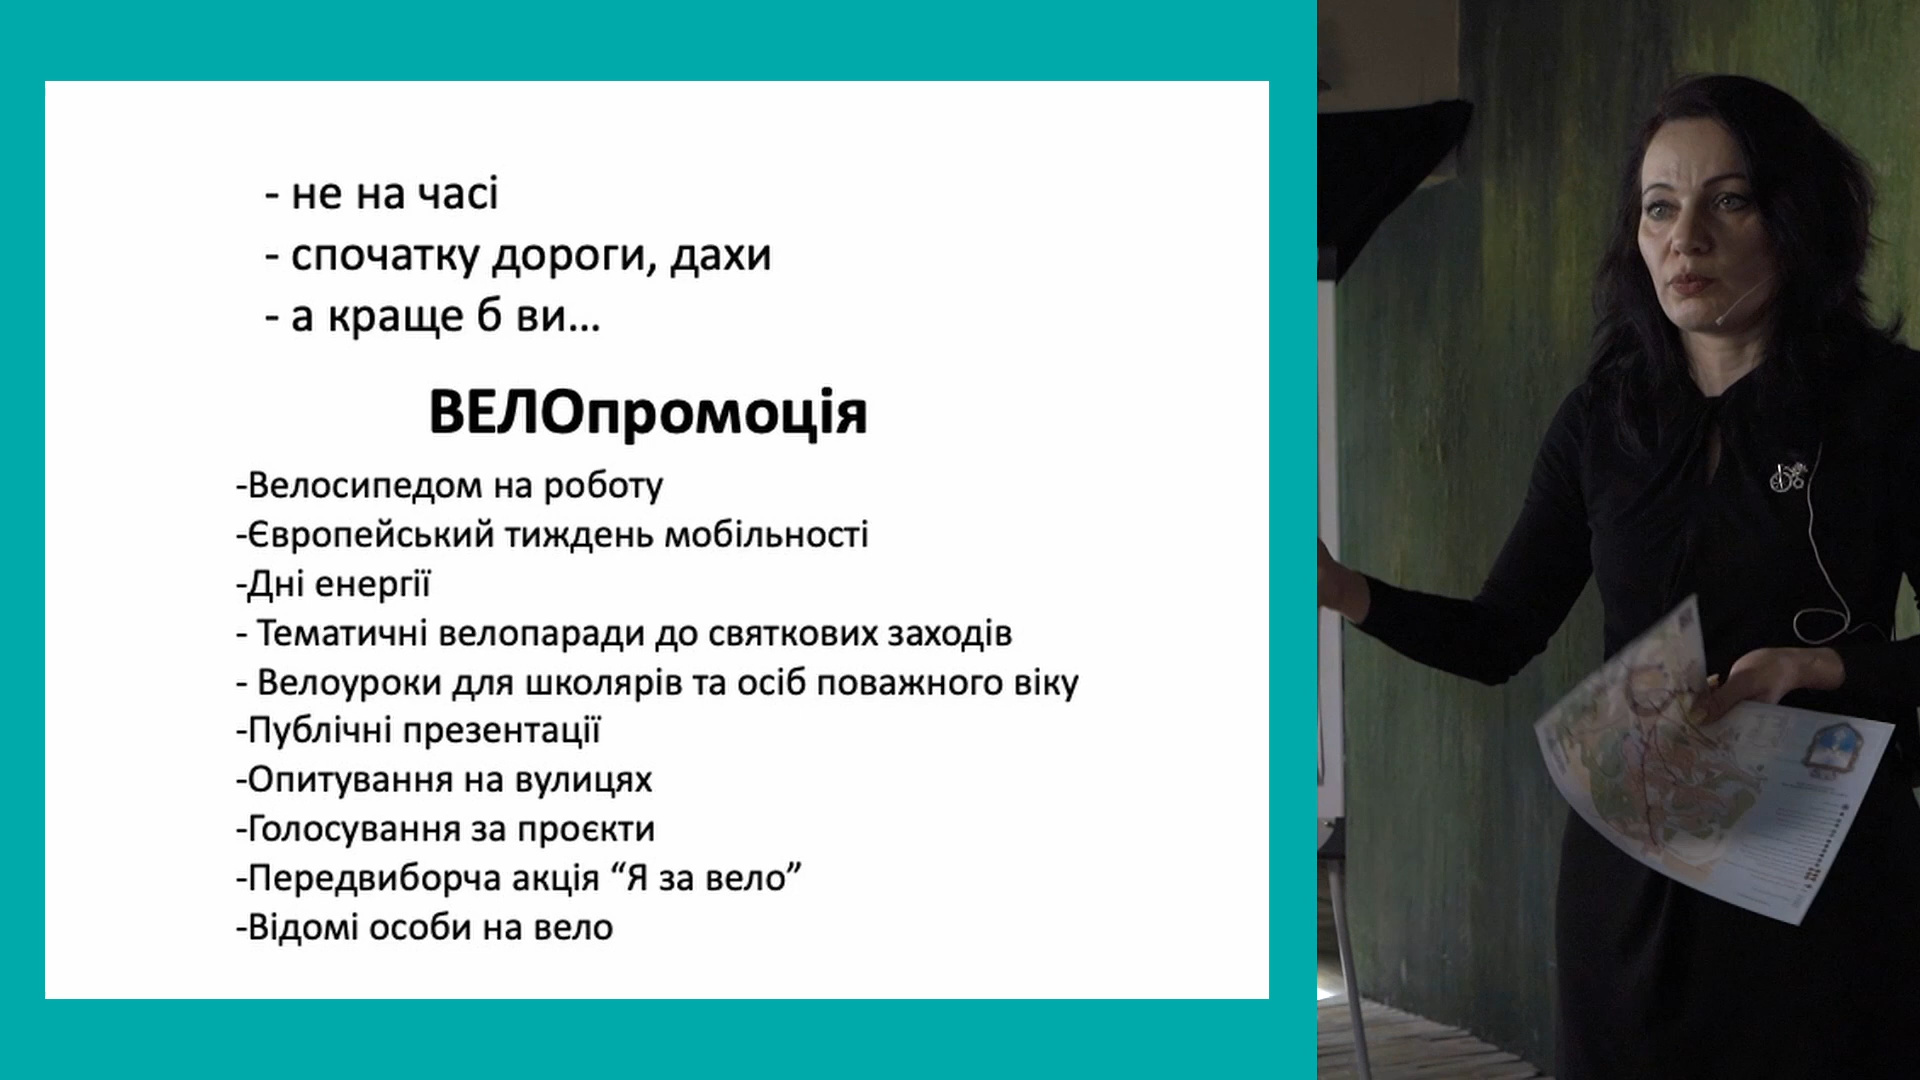 - не на часі
- спочатку дороги, дахи
- а краще б ви...
ВЕЛОпромоція
-Велосипедом на роботу
-Європейський тиждень мобільності
-Дні енергії
- Тематичні велопаради до святкових заходів
- Велоуроки для школярів та осіб поважного віку
-Публічні презентації
-Опитування на вулицях
-Голосування за проєкти
-Передвиборча акція “Я за вело”
-Відомі особи на вело